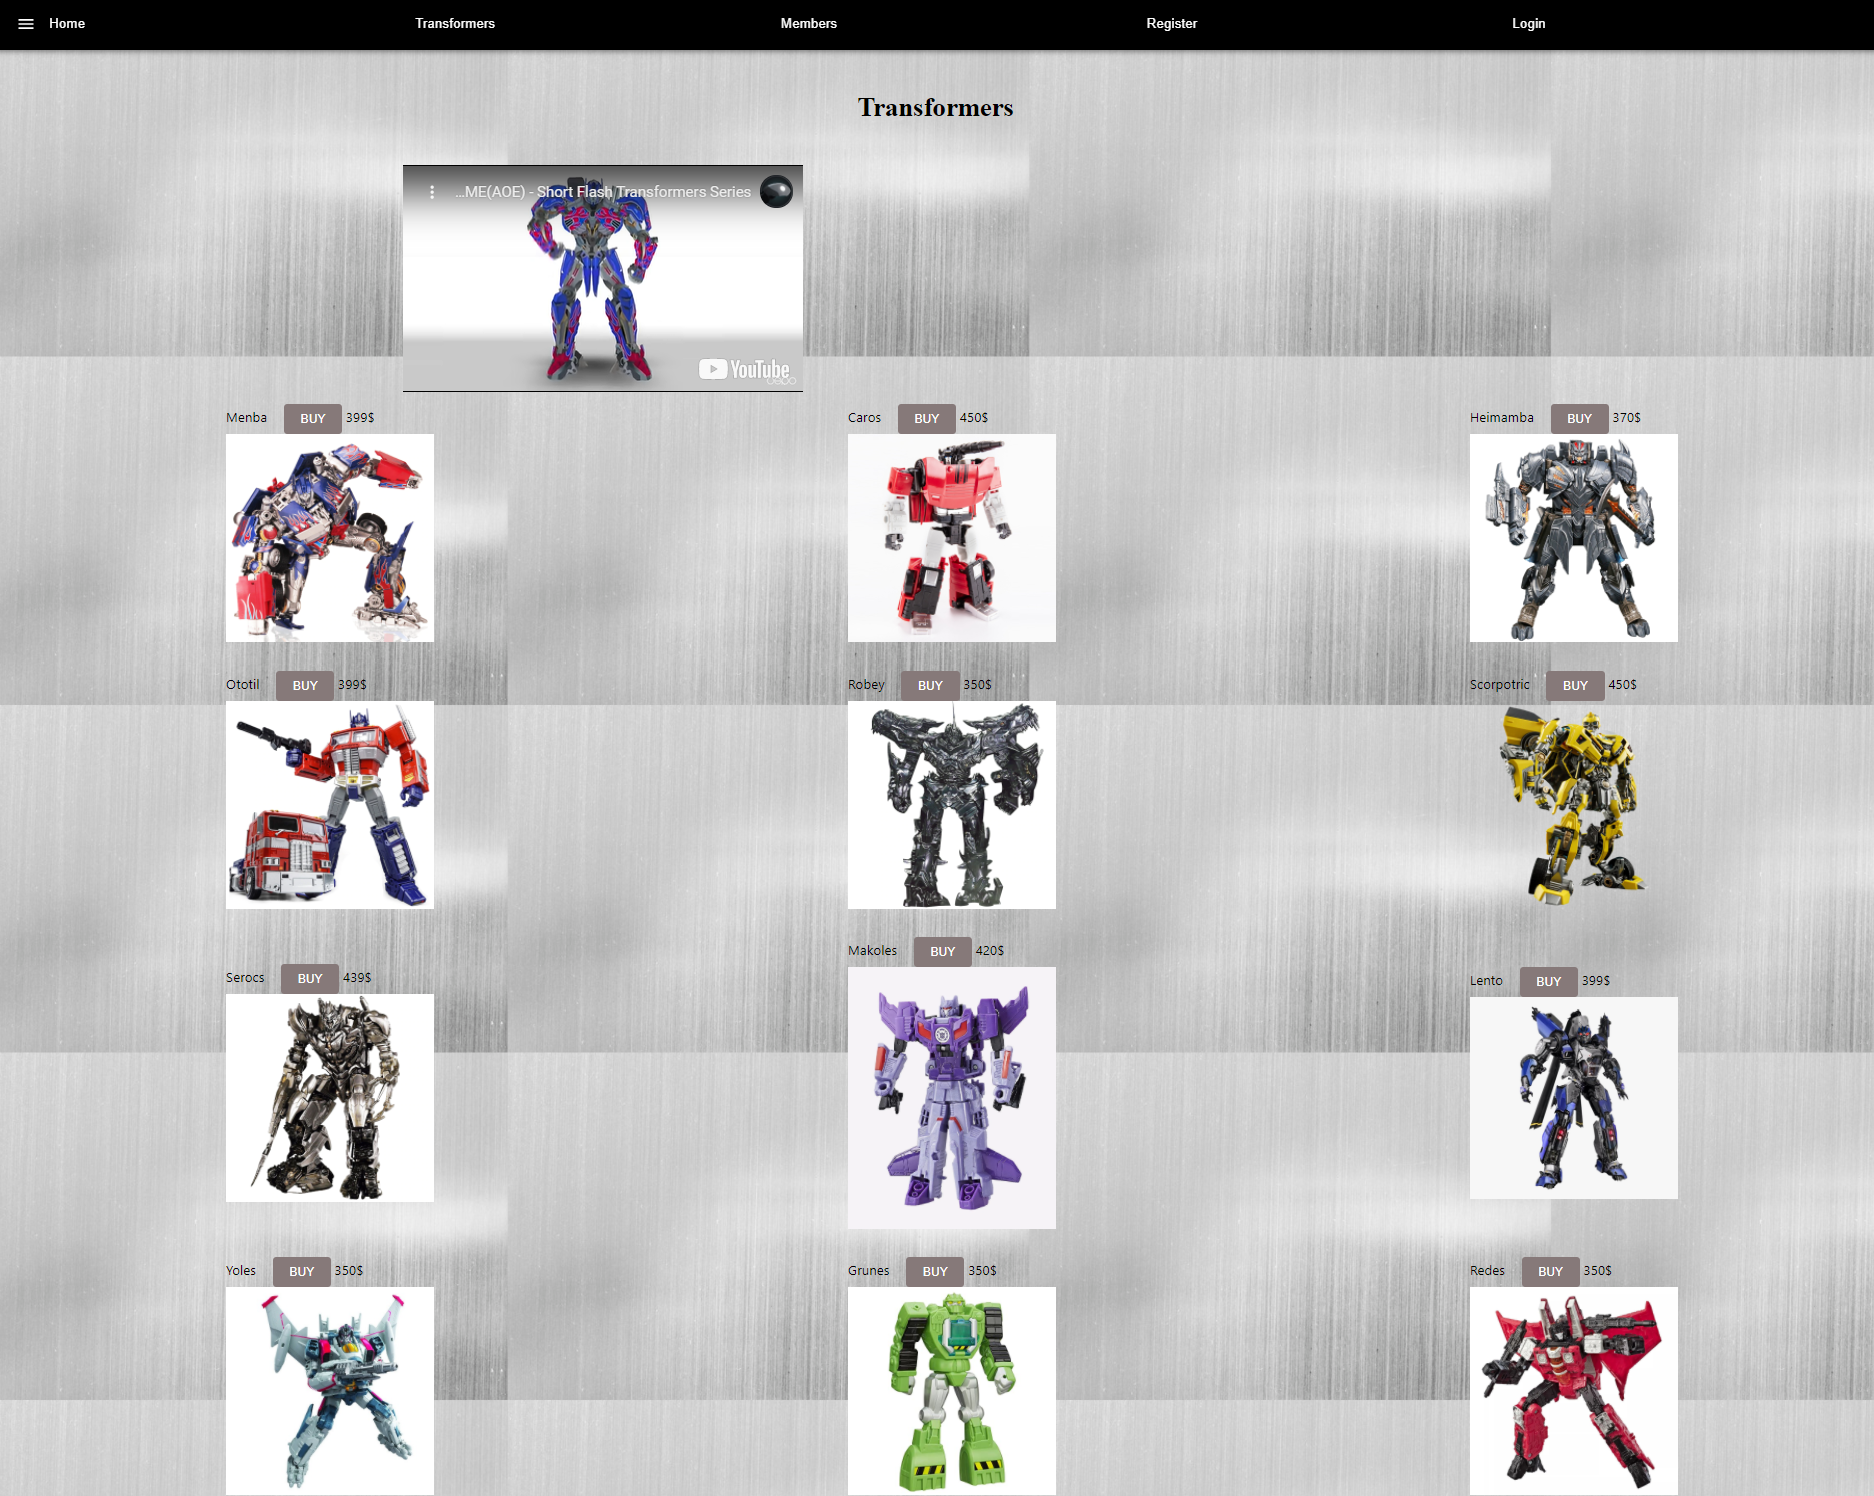 Home Transformers Members Register Login
Transformers
...ME(AOE) - Short Flash Transformers Series
YouTube
Menba BUY 399$ Caros BUY 450$ Heimamba BUY 370$
Ototil BUY 399$ Robey BUY 350$ Scorpotric BUY 450$
Makoles BUY 420$
Serocs BUY 439$ Lento BUY 399$
Yoles BUY 350$ Grunes BUY 350$ Redes BUY 350$